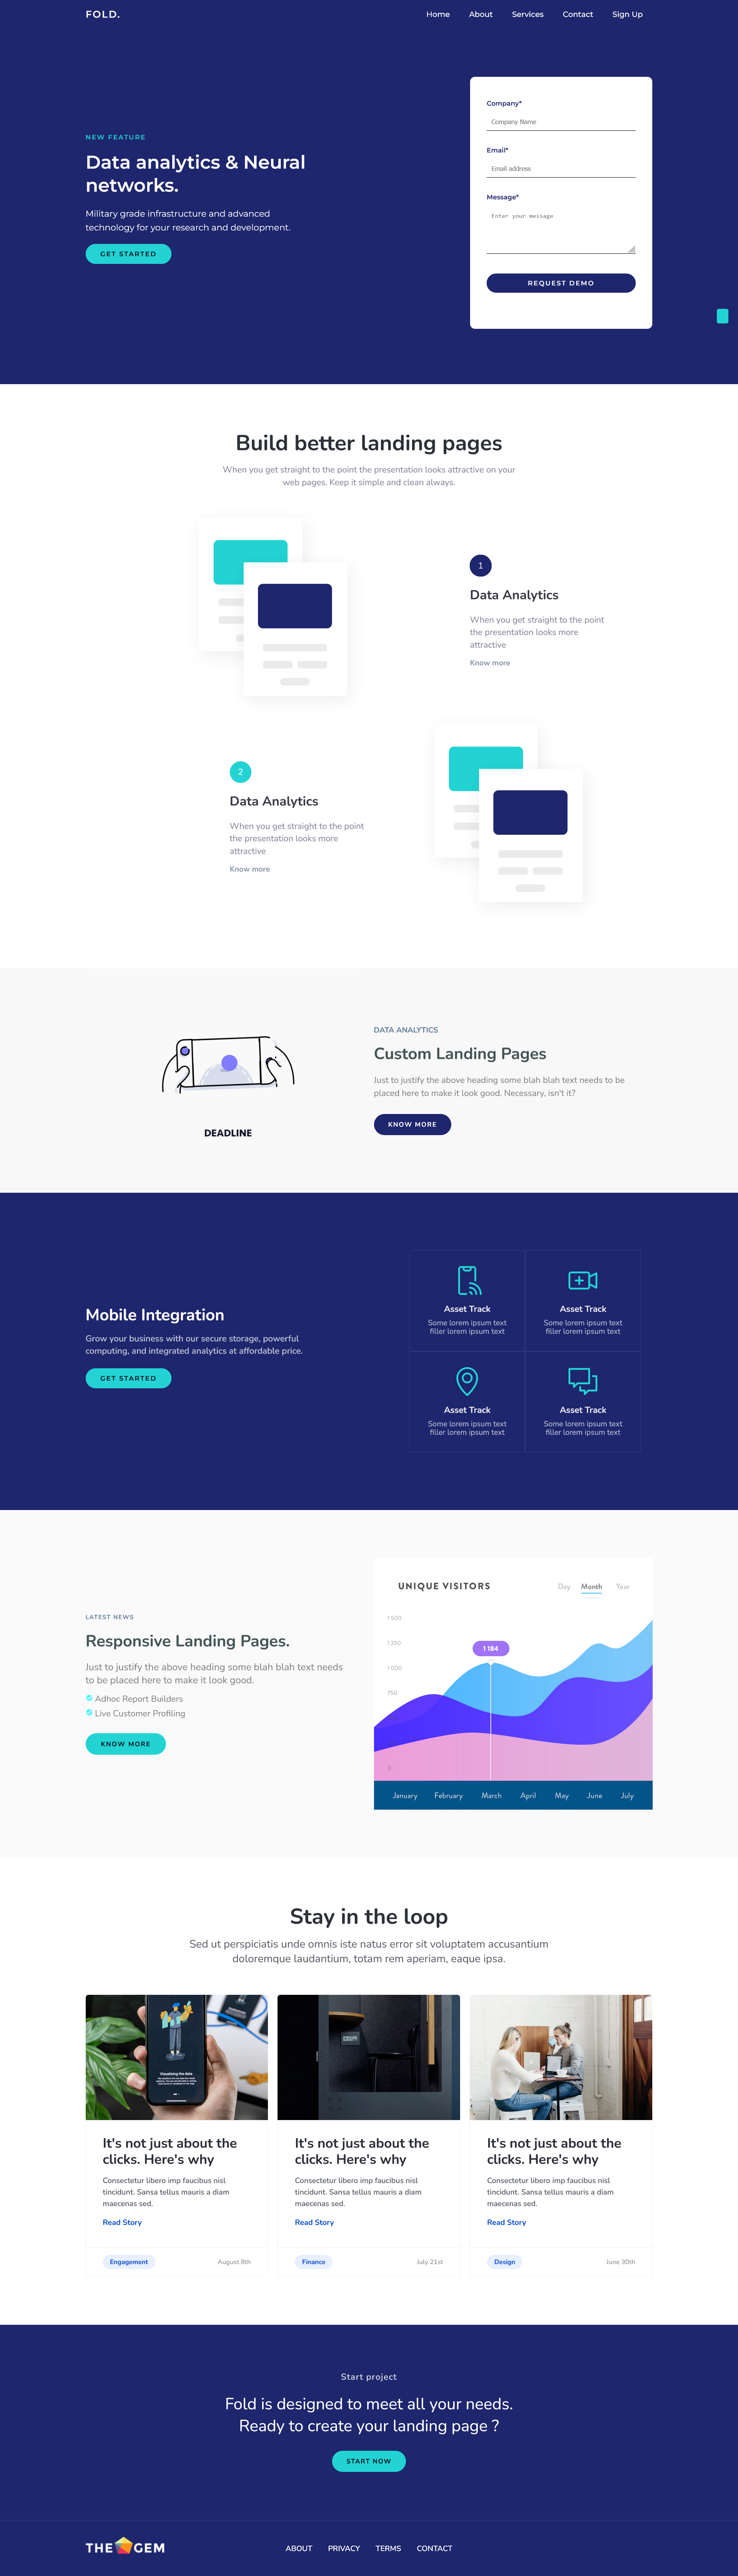 FOLD.
Home About Services Contact Sign Up
NEW FEATURE
Data analytics & Neural
networks.
Military grade infrastructure and advanced
technology for your research and development.
GET STARTED
Company*
Company Name
Email*
Email address
Message*
Enter your message
REQUEST DEMO
Build better landing pages
When you get straight to the point the presentation looks attractive on your
web pages. Keep it simple and clean always.
1
Data Analytics
When you get straight to the point
the presentation looks more
attractive
Know more
2
Data Analytics
When you get straight to the point
the presentation looks more
attractive
Know more
DEADLINE
DATA ANALYTICS
Custom Landing Pages
Just to justify the above heading some blah blah text needs to be
placed here to make it look good. Necessary, isn't it?
KNOW MORE
Mobile Integration
Grow your business with our secure storage, powerful
computing, and integrated analytics at affordable price.
GET STARTED
Asset Track
Some lorem ipsum text
filler lorem ipsum text
Asset Track
Some lorem ipsum text
filler lorem ipsum text
Asset Track
Some lorem ipsum text
filler lorem ipsum text
Asset Track
Some lorem ipsum text
filler lorem ipsum text
LATEST NEWS
Responsive Landing Pages.
Just to justify the above heading some blah blah text needs
to be placed here to make it look good.
Adhoc Report Builders
Live Customer Profiling
KNOW MORE
UNIQUE VISITORS
Day Month Year
1500
1250
1184
1000
750
0
January February March April May June July
Stay in the loop
Sed ut perspiciatis unde omnis iste natus error sit voluptatem accusantium
doloremque laudantium, totam rem aperiam, eaque ipsa.
Visualizing the data
It's not just about the
clicks. Here's why
Consectetur libero imp faucibus nisl
tincidunt. Sansa tellus mauris a diam
maecenas sed.
Read Story
Engagement August 8th
It's not just about the
clicks. Here's why
Consectetur libero imp faucibus nisl
tincidunt. Sansa tellus mauris a diam
maecenas sed.
Read Story
Finance July 21st
It's not just about the
clicks. Here's why
Consectetur libero imp faucibus nisl
tincidunt. Sansa tellus mauris a diam
maecenas sed.
Read Story
Design June 30th
Start project
Fold is designed to meet all your needs.
Ready to create your landing page ?
START NOW
THE GEM
ABOUT PRIVACY TERMS CONTACT